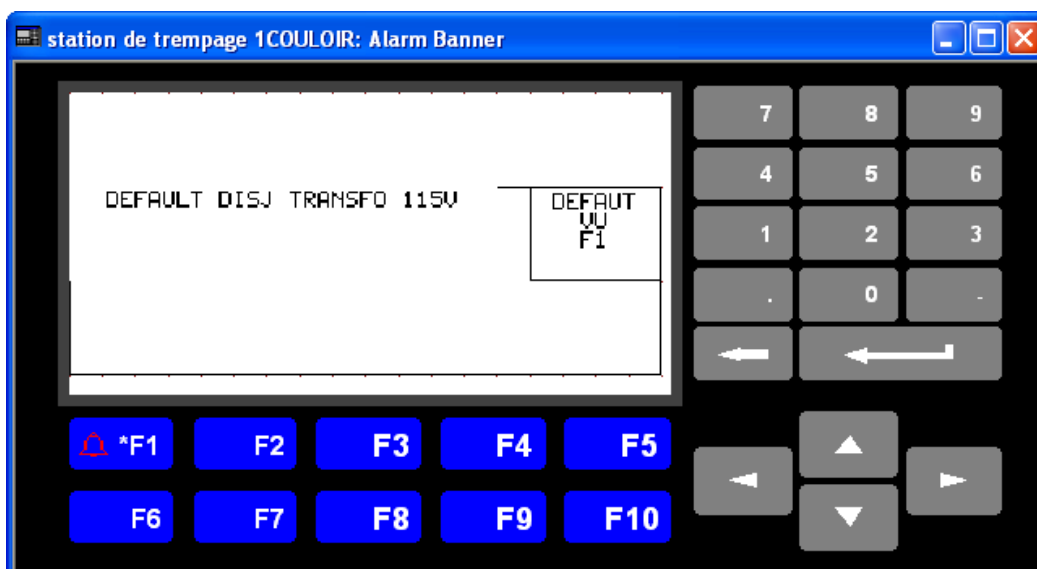 station de trempage 1COULOIR: Alarm Banner
DEFAULT DISJ TRANSFO 115V
DEFAUT
VU
F1
7 8 9
4 5 6
1 2 3
. 0 -
*F1 F2 F3 F4 F5
F6 F7 F8 F9 F10